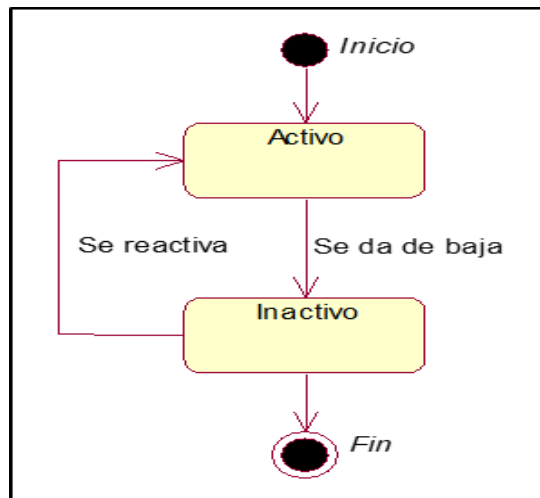 Inicio
Activo
Se reactiva
Se da de baja
Inactivo
Fin